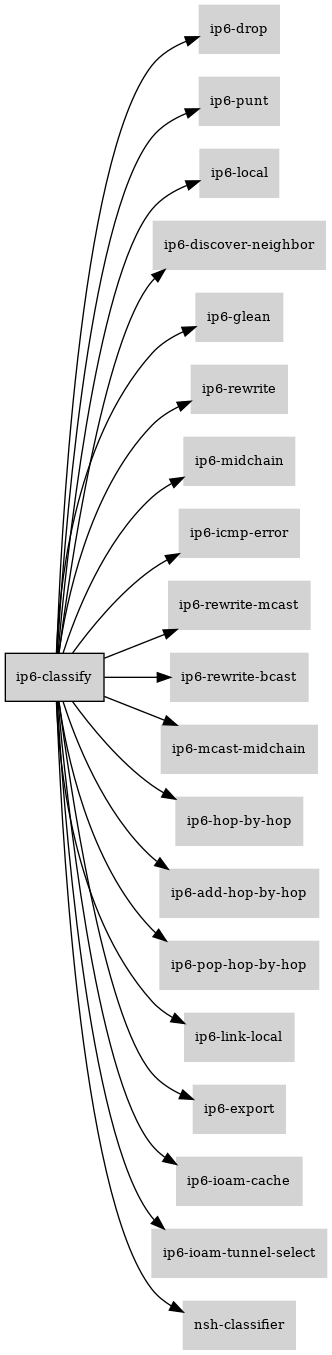 ip6-drop
ip6-punt
ip6-local
ip6-discover-neighbor
ip6-glean
ip6-rewrite
ip6-midchain
ip6-icmp-error
ip6-rewrite-mcast
ip6-classify
ip6-rewrite-bcast
ip6-mcast-midchain
ip6-hop-by-hop
ip6-add-hop-by-hop
ip6-pop-hop-by-hop
ip6-link-local
ip6-export
ip6-ioam-cache
ip6-ioam-tunnel-select
nsh-classifier